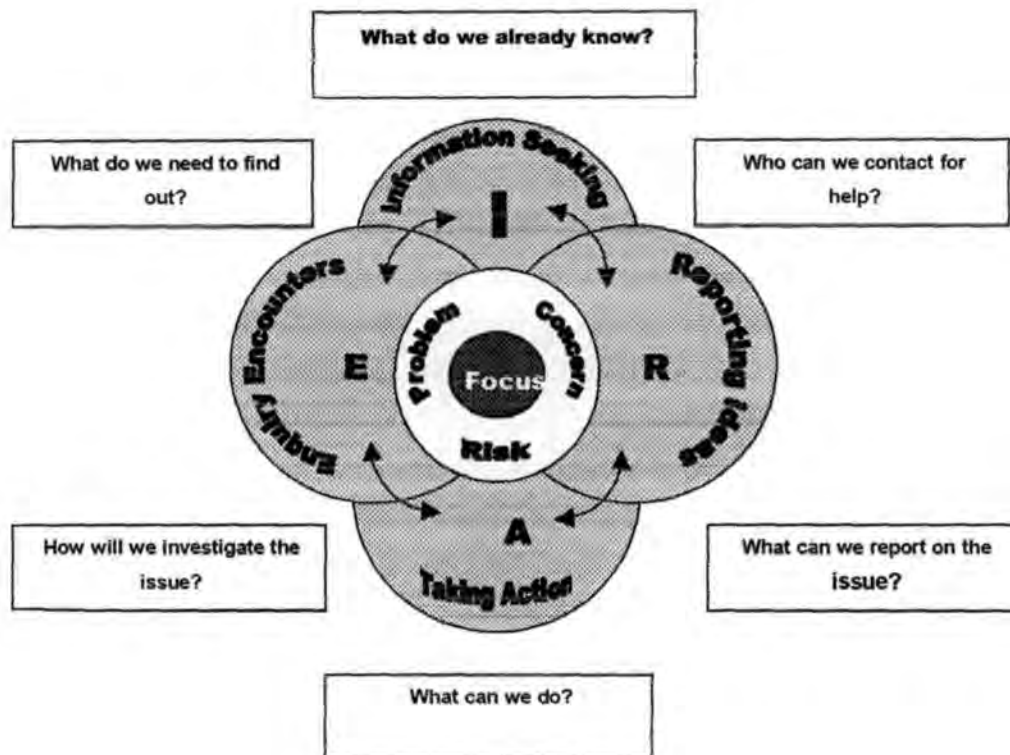 What do we already know?
What do we need to find
out?
Who can we contact for
help?
Information Seeking
I
Enquiry Encounters
E
Problem
Concern
Focus
Risk
R
Reporting ideas
A
Taking Action
How will we investigate the
issue?
What can we report on the
issue?
What can we do?